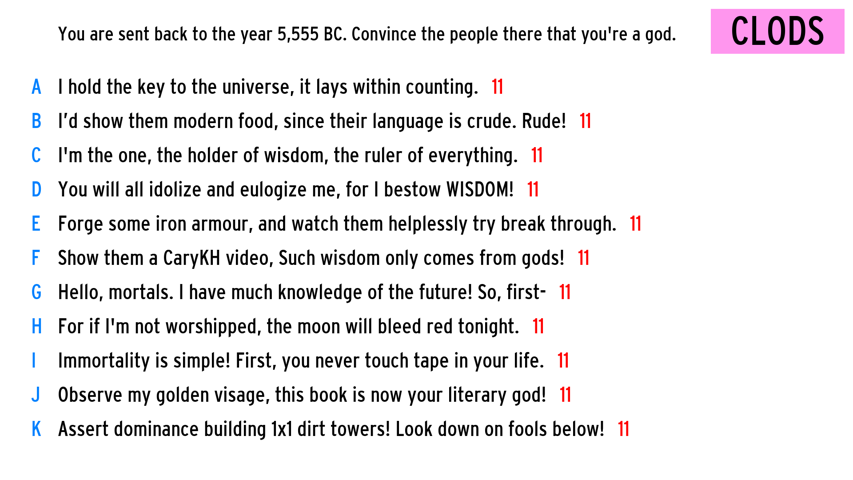 You are sent back to the year 5,555 BC. Convince the people there that you're a god.
CLODS
A I hold the key to the universe, it lays within counting. 11
B I’d show them modern food, since their language is crude. Rude! 11
C I'm the one, the holder of wisdom, the ruler of everything. 11
D You will all idolize and eulogize me, for I bestow WISDOM! 11
E Forge some iron armour, and watch them helplessly try break through. 11
F Show them a CaryKH video, Such wisdom only comes from gods! 11
G Hello, mortals. I have much knowledge of the future! So, first- 11
H For if I'm not worshipped, the moon will bleed red tonight. 11
I Immortality is simple! First, you never touch tape in your life. 11
J Observe my golden visage, this book is now your literary god! 11
K Assert dominance building 1x1 dirt towers! Look down on fools below! 11